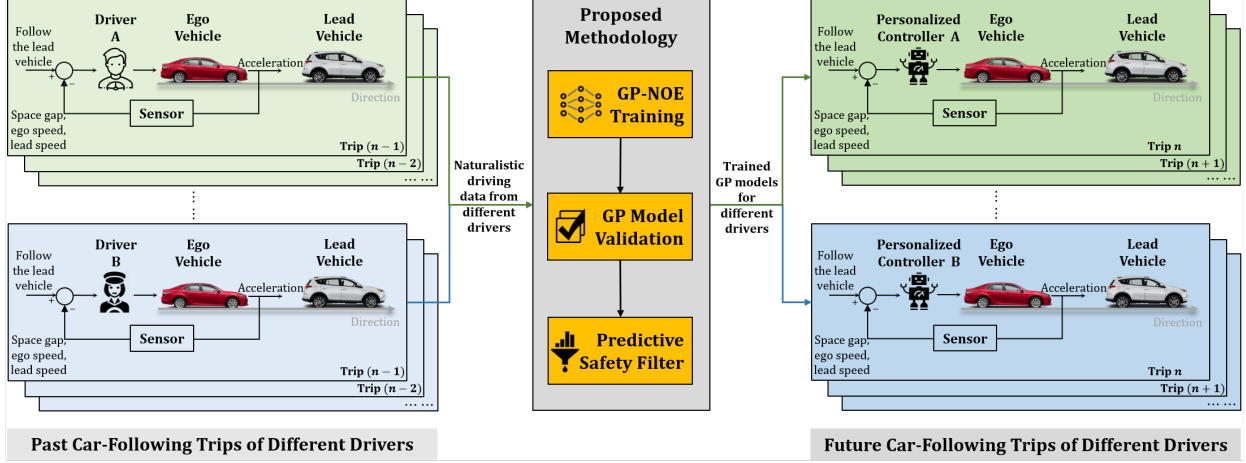 Follow
the lead
vehicle
Driver
A
Ego
Vehicle
Lead
Vehicle
Acceleration
+
−
Direction
Sensor
Space gap,
ego speed,
lead speed
Trip (n − 1)
Trip (n − 2)
... ...
Follow
the lead
vehicle
Driver
B
Ego
Vehicle
Lead
Vehicle
Acceleration
+
−
Direction
Sensor
Space gap,
ego speed,
lead speed
Trip (n − 1)
Trip (n − 2)
... ...
Past Car-Following Trips of Different Drivers
Naturalistic
driving
data from
different
drivers
Proposed
Methodology
GP-NOE
Training
GP Model
Validation
Predictive
Safety Filter
Trained
GP models
for
different
drivers
Follow
the lead
vehicle
Personalized
Controller A
Ego
Vehicle
Lead
Vehicle
Acceleration
+
−
Direction
Sensor
Space gap,
ego speed,
lead speed
Trip n
Trip (n + 1)
... ...
Follow
the lead
vehicle
Personalized
Controller B
Ego
Vehicle
Lead
Vehicle
Acceleration
+
−
Direction
Sensor
Space gap,
ego speed,
lead speed
Trip n
Trip (n + 1)
... ...
Future Car-Following Trips of Different Drivers